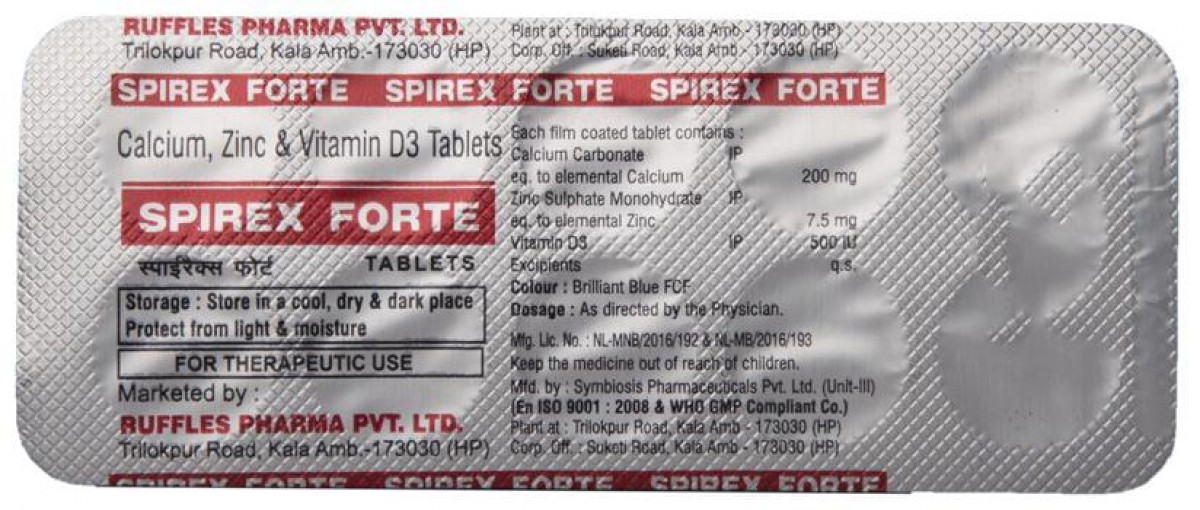 RUFFLES PHARMA PVT. LTD.
Trilokpur Road, Kala Amb.-173030 (HP)
Plant at : Trilokpur Road, Kala Amb - 173030 (HP)
Corp. Off. : Suketi Road, Kala Amb - 173030 (HP)
SPIREX FORTE SPIREX FORTE SPIREX FORTE
Calcium, Zinc & Vitamin D3 Tablets
SPIREX FORTE
स्पाईरैक्स फोर्ट TABLETS
Storage : Store in a cool, dry & dark place
Protect from light & moisture
FOR THERAPEUTIC USE
Marketed by :
RUFFLES PHARMA PVT. LTD.
Trilokpur Road, Kala Amb.-173030 (HP)
Each film coated tablet contains :
Calcium Carbonate IP
eq. to elemental Calcium 200 mg
Zinc Sulphate Monohydrate IP
eq. to elemental Zinc 7.5 mg
Vitamin D3 IP 500 IU
Excipients q.s.
Colour : Brilliant Blue FCF
Dosage : As directed by the Physician.
Mfg. Lic. No. : NL-MNB/2016/192 & NL-MB/2016/193
Keep the medicine out of reach of children.
Mfd. by : Symbiosis Pharmaceuticals Pvt. Ltd. (Unit-III)
(En ISO 9001 : 2008 & WHO GMP Compliant Co.)
Plant at : Trilokpur Road, Kala Amb - 173030 (HP)
Corp. Off. : Suketi Road, Kala Amb - 173030 (HP)
SPIREX FORTE SPIREX FORTE SPIREX FORTE